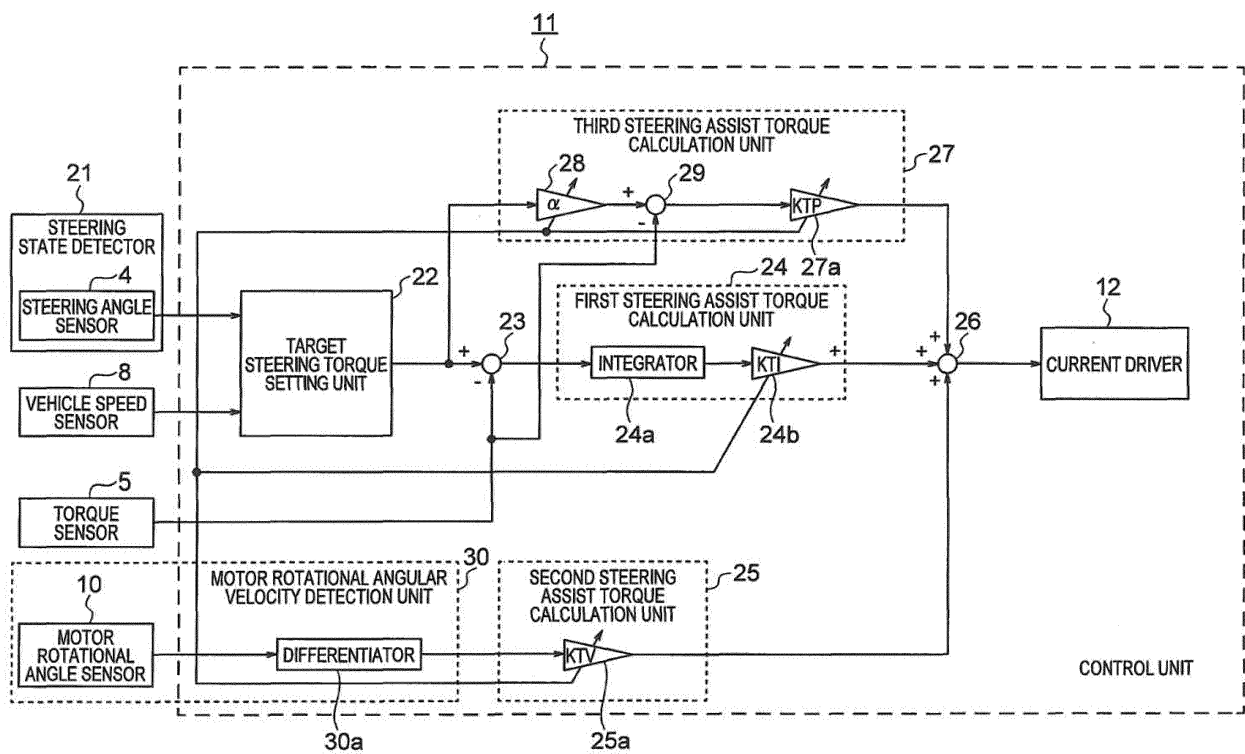 11
THIRD STEERING ASSIST TORQUE
CALCULATION UNIT
27
28
29
α
+
-
KTP
27a
21
STEERING
STATE DETECTOR
4
STEERING ANGLE
SENSOR
22
TARGET
STEERING TORQUE
SETTING UNIT
8
VEHICLE SPEED
SENSOR
+
-
23
24
FIRST STEERING ASSIST TORQUE
CALCULATION UNIT
INTEGRATOR
24a
KTI
24b
+
+
+
+
26
12
CURRENT DRIVER
5
TORQUE
SENSOR
30
MOTOR ROTATIONAL ANGULAR
VELOCITY DETECTION UNIT
10
MOTOR
ROTATIONAL
ANGLE SENSOR
DIFFERENTIATOR
30a
SECOND STEERING
ASSIST TORQUE
CALCULATION UNIT
25
KTV
25a
CONTROL UNIT